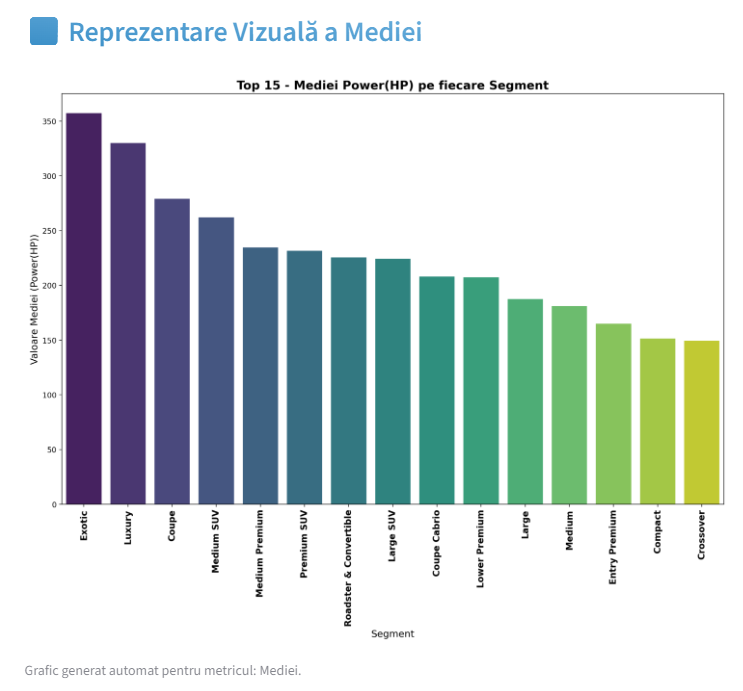 Reprezentare Vizuală a Mediei
Top 15 - Mediei Power(HP) pe fiecare Segment
Valoare Mediei (Power(HP))
350
300
250
200
150
100
50
0
Exotic
Luxury
Coupe
Medium SUV
Medium Premium
Premium SUV
Roadster & Convertible
Large SUV
Coupe Cabrio
Lower Premium
Large
Medium
Entry Premium
Compact
Crossover
Segment
Grafic generat automat pentru metricul: Mediei.